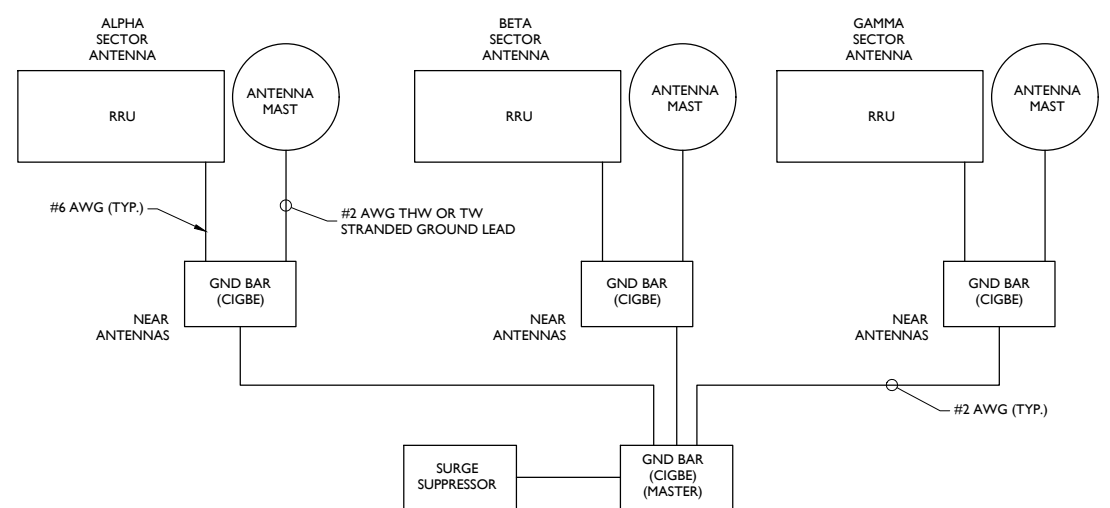 ALPHA
SECTOR
ANTENNA
BETA
SECTOR
ANTENNA
GAMMA
SECTOR
ANTENNA
RRU
ANTENNA
MAST
RRU
ANTENNA
MAST
RRU
ANTENNA
MAST
#6 AWG (TYP.)
#2 AWG THW OR TW
STRANDED GROUND LEAD
GND BAR
(CIGBE)
GND BAR
(CIGBE)
GND BAR
(CIGBE)
NEAR
ANTENNAS
NEAR
ANTENNAS
NEAR
ANTENNAS
#2 AWG (TYP.)
SURGE
SUPPRESSOR
GND BAR
(CIGBE)
(MASTER)